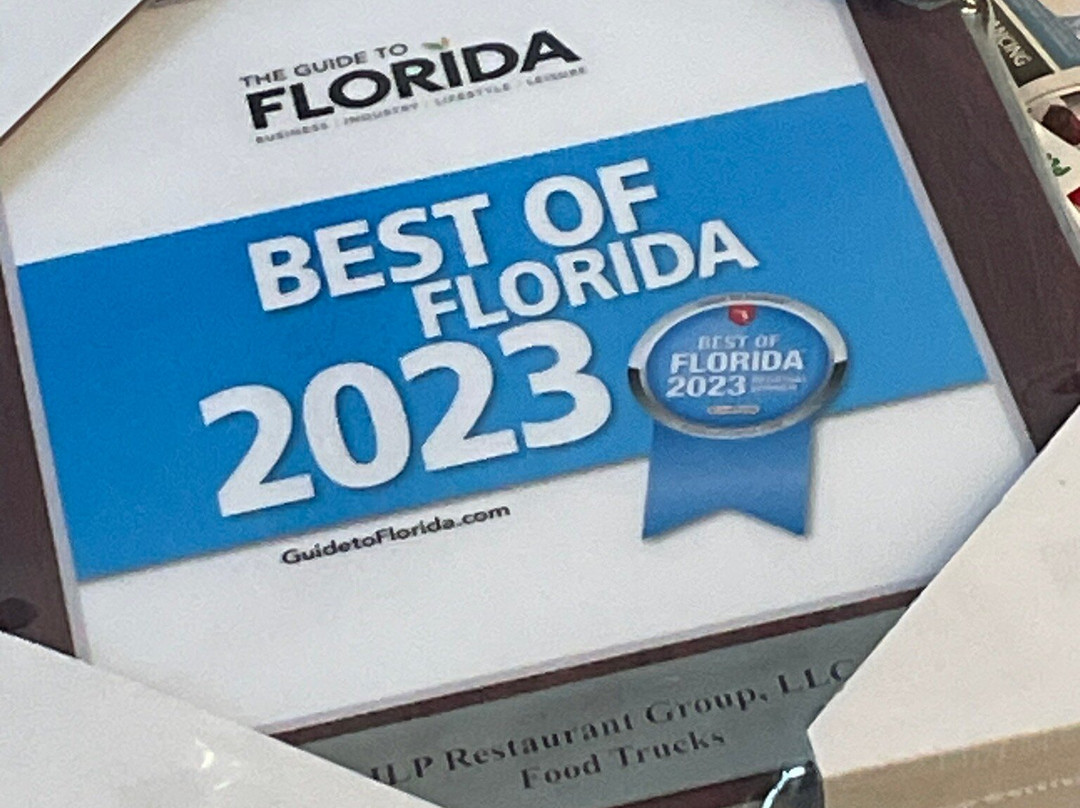 THE GUIDE TO
FLORIDA
BUSINESS | INDUSTRY | LIFESTYLE | LEISURE
BEST OF
FLORIDA
2023
BEST OF
FLORIDA
2023
GuidetoFlorida.com
Restaurant Group, LLC
Food Trucks